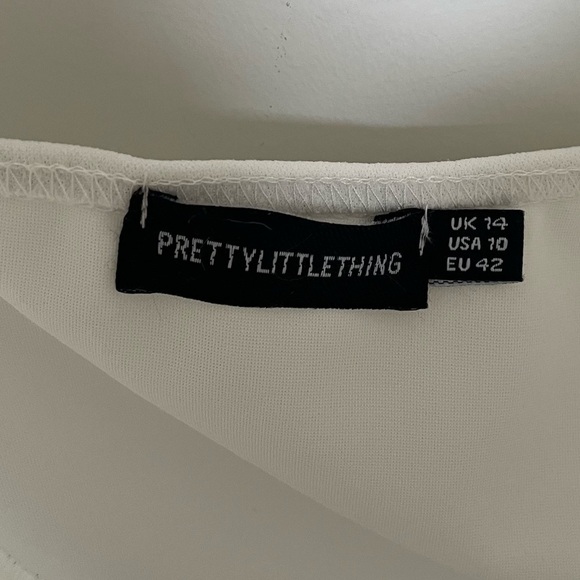 PRETTYLITTLETHING
UK 14
USA 10
EU 42